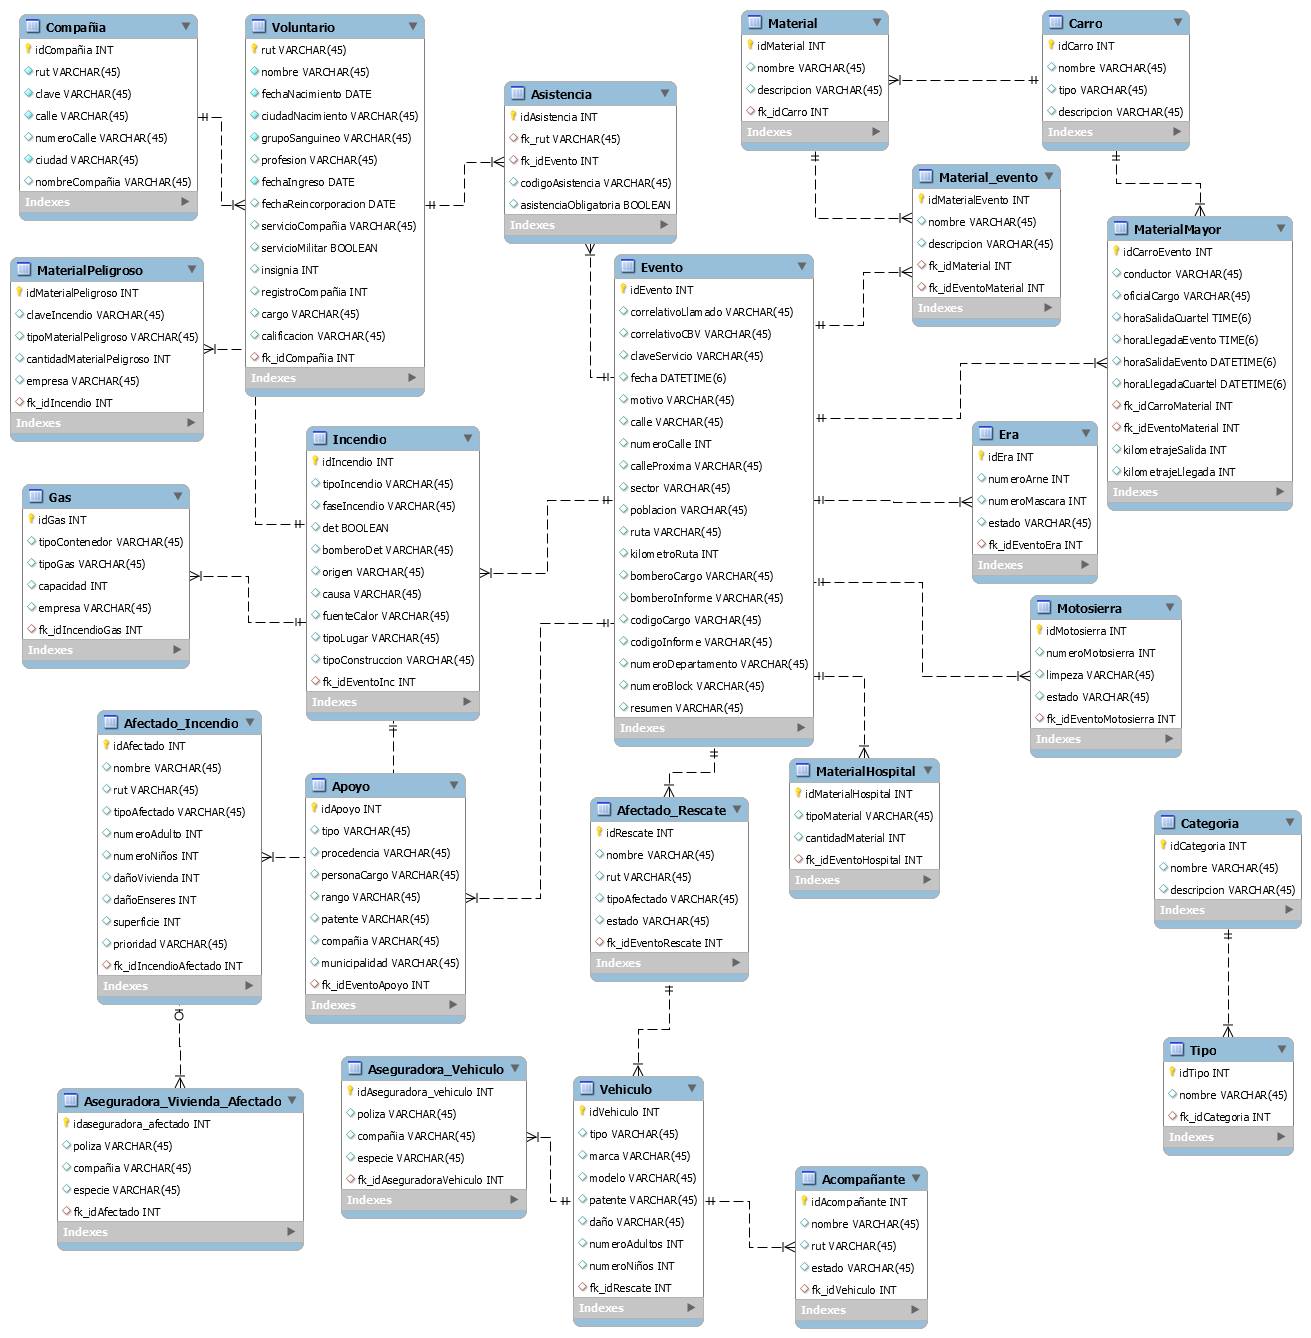 Compañia
idCompañia INT
rut VARCHAR(45)
clave VARCHAR(45)
calle VARCHAR(45)
numeroCalle VARCHAR(45)
ciudad VARCHAR(45)
nombreCompañia VARCHAR(45)
Indexes
Voluntario
rut VARCHAR(45)
nombre VARCHAR(45)
fechaNacimiento DATE
ciudadNacimiento VARCHAR(45)
grupoSanguineo VARCHAR(45)
profesion VARCHAR(45)
fechaIngreso DATE
fechaReincorporacion DATE
servicioCompañia VARCHAR(45)
servicioMilitar BOOLEAN
insignia INT
registroCompañia INT
cargo VARCHAR(45)
calificacion VARCHAR(45)
fk_idCompañia INT
Indexes
Asistencia
idAsistencia INT
fk_rut VARCHAR(45)
fk_idEvento INT
codigoAsistencia VARCHAR(45)
asistenciaObligatoria BOOLEAN
Indexes
Material
idMaterial INT
nombre VARCHAR(45)
descripcion VARCHAR(45)
fk_idCarro INT
Indexes
Carro
idCarro INT
nombre VARCHAR(45)
tipo VARCHAR(45)
descripcion VARCHAR(45)
Indexes
Material_evento
idMaterialEvento INT
nombre VARCHAR(45)
descripcion VARCHAR(45)
fk_idMaterial INT
fk_idEventoMaterial INT
Indexes
MaterialMayor
idCarroEvento INT
conductor VARCHAR(45)
oficialCargo VARCHAR(45)
horaSalidaCuartel TIME(6)
horaLlegadaEvento TIME(6)
horaSalidaEvento DATETIME(6)
horaLlegadaCuartel DATETIME(6)
fk_idCarroMaterial INT
fk_idEventoMaterial INT
kilometrajeSalida INT
kilometrajeLlegada INT
Indexes
MaterialPeligroso
idMaterialPeligroso INT
claveIncendio VARCHAR(45)
tipoMaterialPeligroso VARCHAR(45)
cantidadMaterialPeligroso INT
empresa VARCHAR(45)
fk_idIncendio INT
Indexes
Evento
idEvento INT
correlativoLlamado VARCHAR(45)
correlativoCBV VARCHAR(45)
claveServicio VARCHAR(45)
fecha DATETIME(6)
motivo VARCHAR(45)
calle VARCHAR(45)
numeroCalle INT
calleProxima VARCHAR(45)
sector VARCHAR(45)
poblacion VARCHAR(45)
ruta VARCHAR(45)
kilometroRuta INT
bomberoCargo VARCHAR(45)
bomberoInforme VARCHAR(45)
codigoCargo VARCHAR(45)
codigoInforme VARCHAR(45)
numeroDepartamento VARCHAR(45)
numeroBlock VARCHAR(45)
resumen VARCHAR(45)
Indexes
Incendio
idIncendio INT
tipoIncendio VARCHAR(45)
faseIncendio VARCHAR(45)
det BOOLEAN
bomberoDet VARCHAR(45)
origen VARCHAR(45)
causa VARCHAR(45)
fuenteCalor VARCHAR(45)
tipoLugar VARCHAR(45)
tipoConstruccion VARCHAR(45)
fk_idEventoInc INT
Indexes
Era
idEra INT
numeroArne INT
numeroMascara INT
estado VARCHAR(45)
fk_idEventoEra INT
Indexes
Gas
idGas INT
tipoContenedor VARCHAR(45)
tipoGas VARCHAR(45)
capacidad INT
empresa VARCHAR(45)
fk_idIncendioGas INT
Indexes
Motosierra
idMotosierra INT
numeroMotosierra INT
limpeza VARCHAR(45)
estado VARCHAR(45)
fk_idEventoMotosierra INT
Indexes
Afectado_Incendio
idAfectado INT
nombre VARCHAR(45)
rut VARCHAR(45)
tipoAfectado VARCHAR(45)
numeroAdulto INT
numeroNiños INT
dañoVivienda INT
dañoEnseres INT
superficie INT
prioridad VARCHAR(45)
fk_idIncendioAfectado INT
Indexes
Apoyo
idApoyo INT
tipo VARCHAR(45)
procedencia VARCHAR(45)
personaCargo VARCHAR(45)
rango VARCHAR(45)
patente VARCHAR(45)
compañia VARCHAR(45)
municipalidad VARCHAR(45)
fk_idEventoApoyo INT
Indexes
Afectado_Rescate
idRescate INT
nombre VARCHAR(45)
rut VARCHAR(45)
tipoAfectado VARCHAR(45)
estado VARCHAR(45)
fk_idEventoRescate INT
Indexes
MaterialHospital
idMaterialHospital INT
tipoMaterial VARCHAR(45)
cantidadMaterial INT
fk_idEventoHospital INT
Indexes
Categoria
idCategoria INT
nombre VARCHAR(45)
descripcion VARCHAR(45)
Indexes
Tipo
idTipo INT
nombre VARCHAR(45)
fk_idCategoria INT
Indexes
Aseguradora_Vivienda_Afectado
idaseguradora_afectado INT
poliza VARCHAR(45)
compañia VARCHAR(45)
especie VARCHAR(45)
fk_idAfectado INT
Indexes
Aseguradora_Vehiculo
idAseguradora_vehiculo INT
poliza VARCHAR(45)
compañia VARCHAR(45)
especie VARCHAR(45)
fk_idAseguradoraVehiculo INT
Indexes
Vehiculo
idVehiculo INT
tipo VARCHAR(45)
marca VARCHAR(45)
modelo VARCHAR(45)
patente VARCHAR(45)
daño VARCHAR(45)
numeroAdultos INT
numeroNiños INT
fk_idRescate INT
Indexes
Acompañante
idAcompañante INT
nombre VARCHAR(45)
rut VARCHAR(45)
estado VARCHAR(45)
fk_idVehiculo INT
Indexes